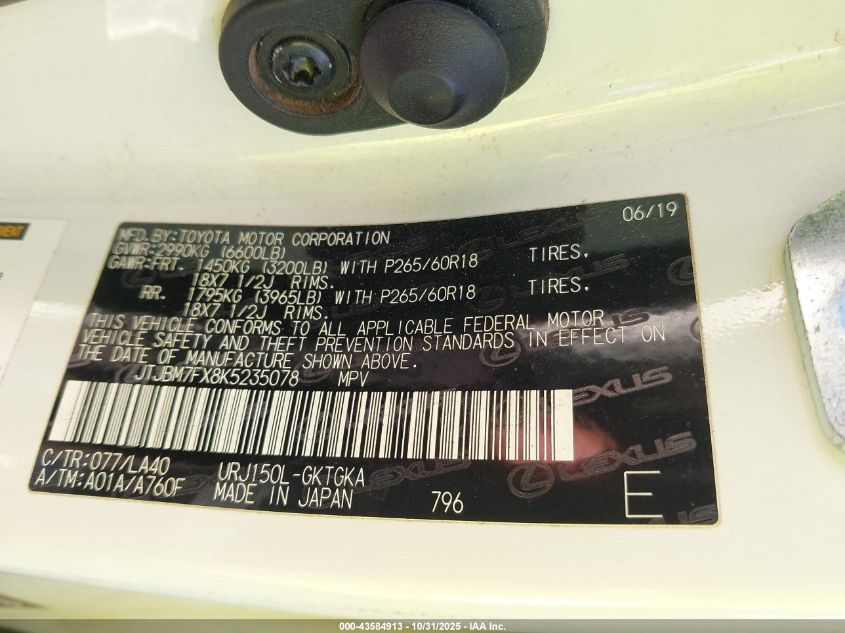 EMENT
06/19
MFD.BY:TOYOTA MOTOR CORPORATION
GVWR:2990KG (6600LB)
GAWR:FRT. 1450KG (3200LB) WITH P265/60R18 TIRES,
18X7 1/2J RIMS.
RR. 1795KG (3965LB) WITH P265/60R18 TIRES,
18X7 1/2J RIMS.
THIS VEHICLE CONFORMS TO ALL APPLICABLE FEDERAL MOTOR
VEHICLE SAFETY AND THEFT PREVENTION STANDARDS IN EFFECT ON
THE DATE OF MANUFACTURE SHOWN ABOVE.
JTJBM7FX8K5235078 MPV
C/TR:077/LA40 URJ150L-GKTGKA
A/TM:A01A/A760F MADE IN JAPAN 796 E
LEXUS
000-43584913 - 10/31/2025 - IAA Inc.